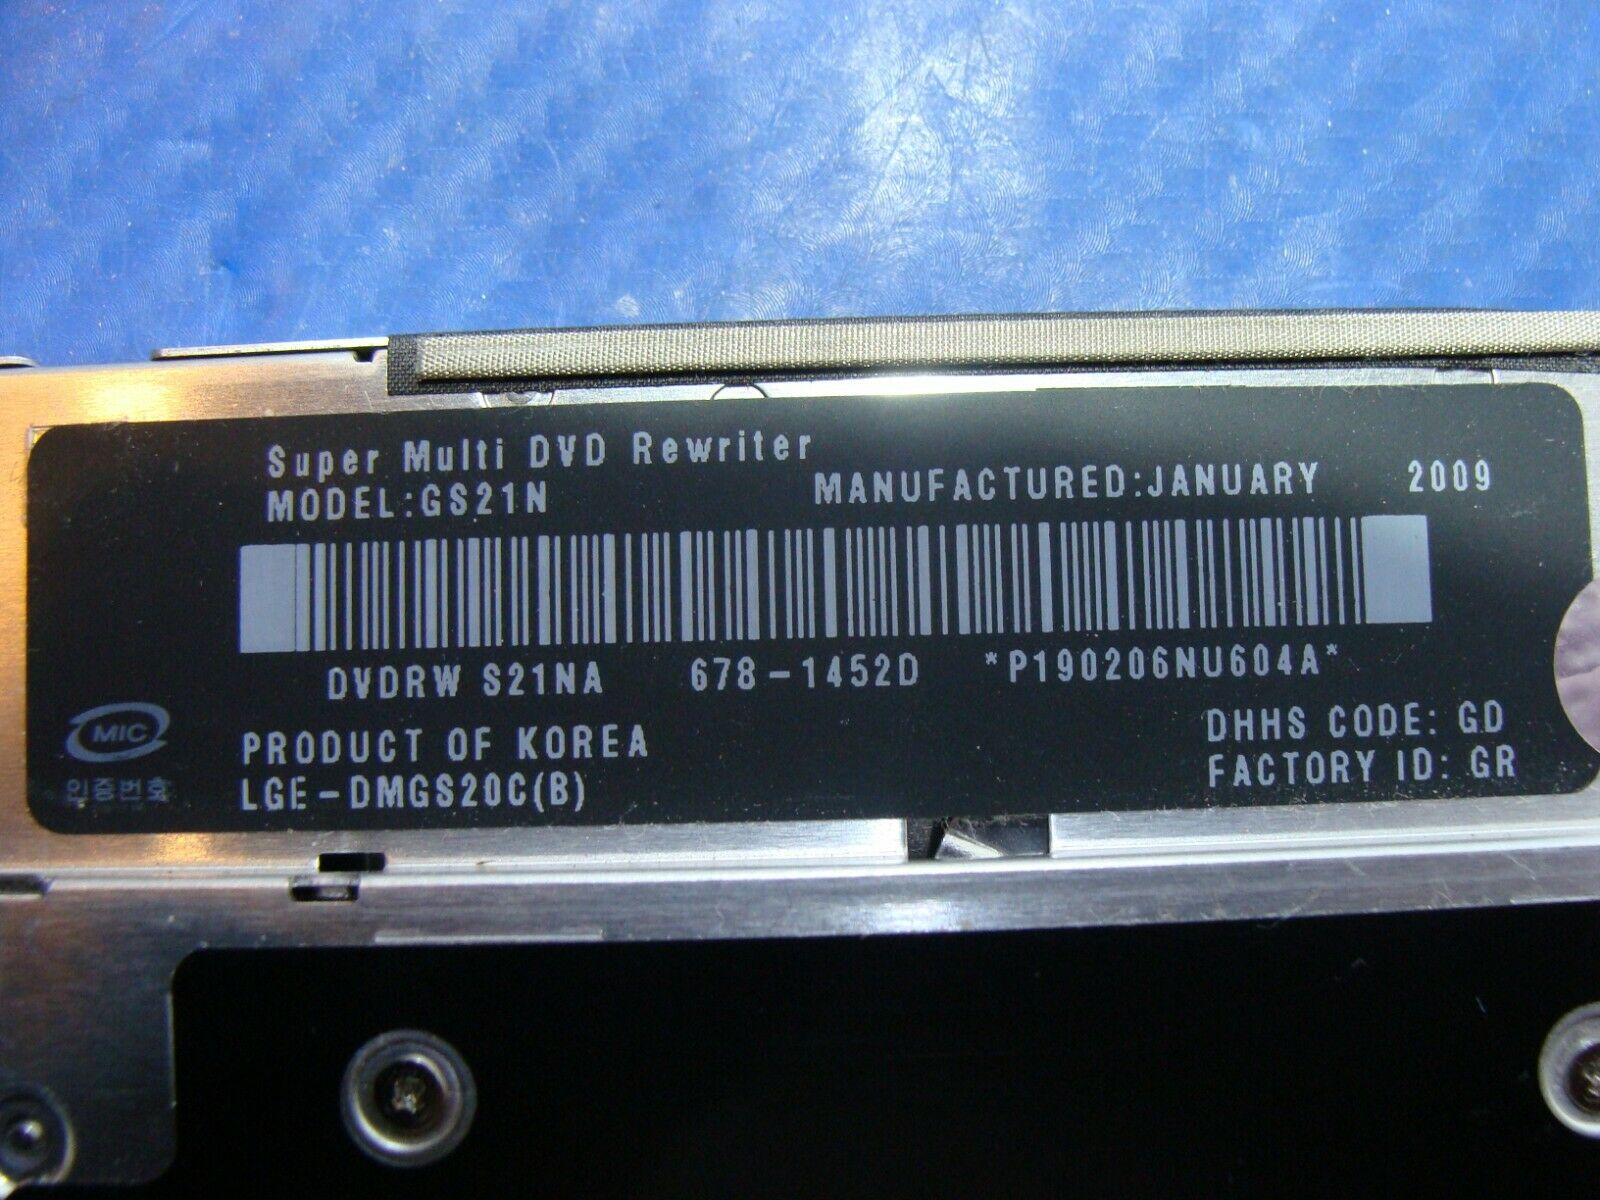 Super Multi DVD Rewriter
MODEL:GS21N MANUFACTURED:JANUARY 2009
DVDRW S21NA 678-1452D *P190206NU604A*
MIC
인증번호
PRODUCT OF KOREA
LGE-DMGS20C(B)
DHHS CODE: GD
FACTORY ID: GR